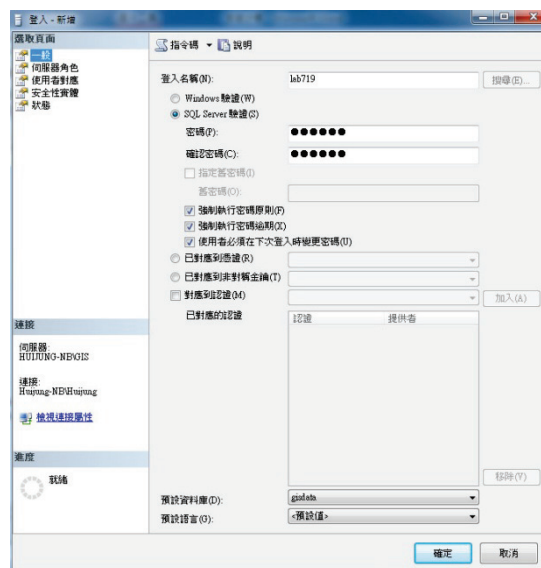 登入 - 新增
選取頁面
一般
伺服器角色
使用者對應
安全性實體
狀態
指令碼
說明
登入名稱(N):
lab719
搜尋(E)...
Windows 驗證(W)
SQL Server 驗證(S)
密碼(P):
●●●●●●
確認密碼(C):
●●●●●●
指定舊密碼(I)
舊密碼(O):
強制執行密碼原則(F)
強制執行密碼逾期(X)
使用者必須在下次登入時變更密碼(U)
已對應到憑證(R)
已對應到非對稱金鑰(T)
對應到認證(M)
加入(A)
已對應的認證
認證 提供者
連接
伺服器:
HUIJUNG-NB\GIS
連接:
Huijung-NB\Huijung
檢視連接屬性
進度
就緒
移除(V)
預設資料庫(D):
gisdata
預設語言(G):
<預設值>
確定
取消